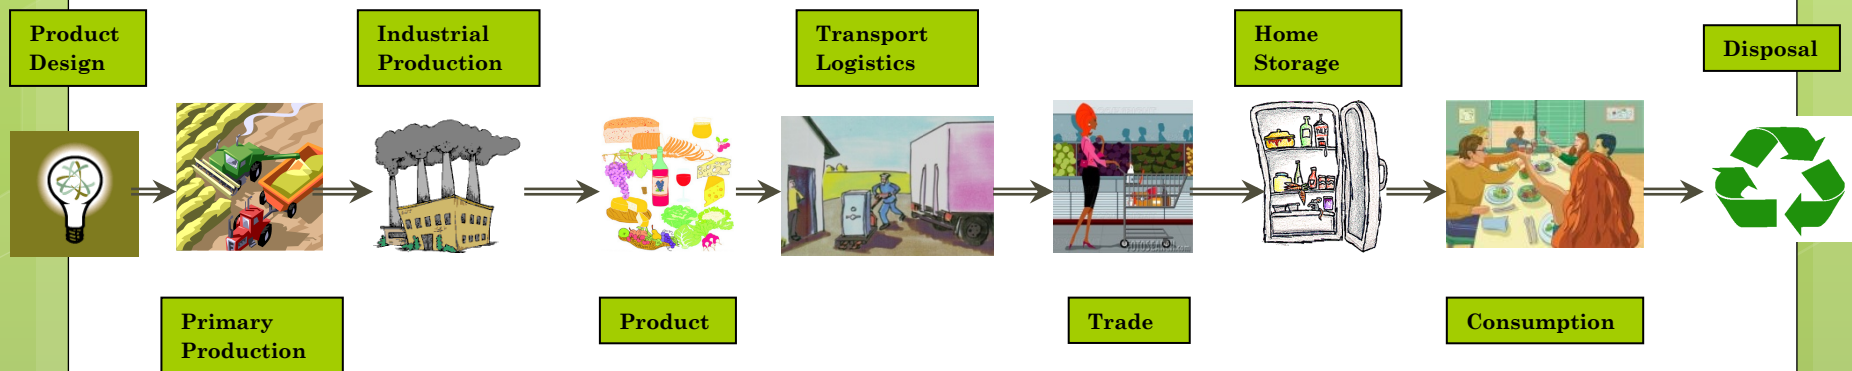 Product
Design
Primary
Production
Industrial
Production
Product
Transport
Logistics
Trade
Home
Storage
Consumption
Disposal